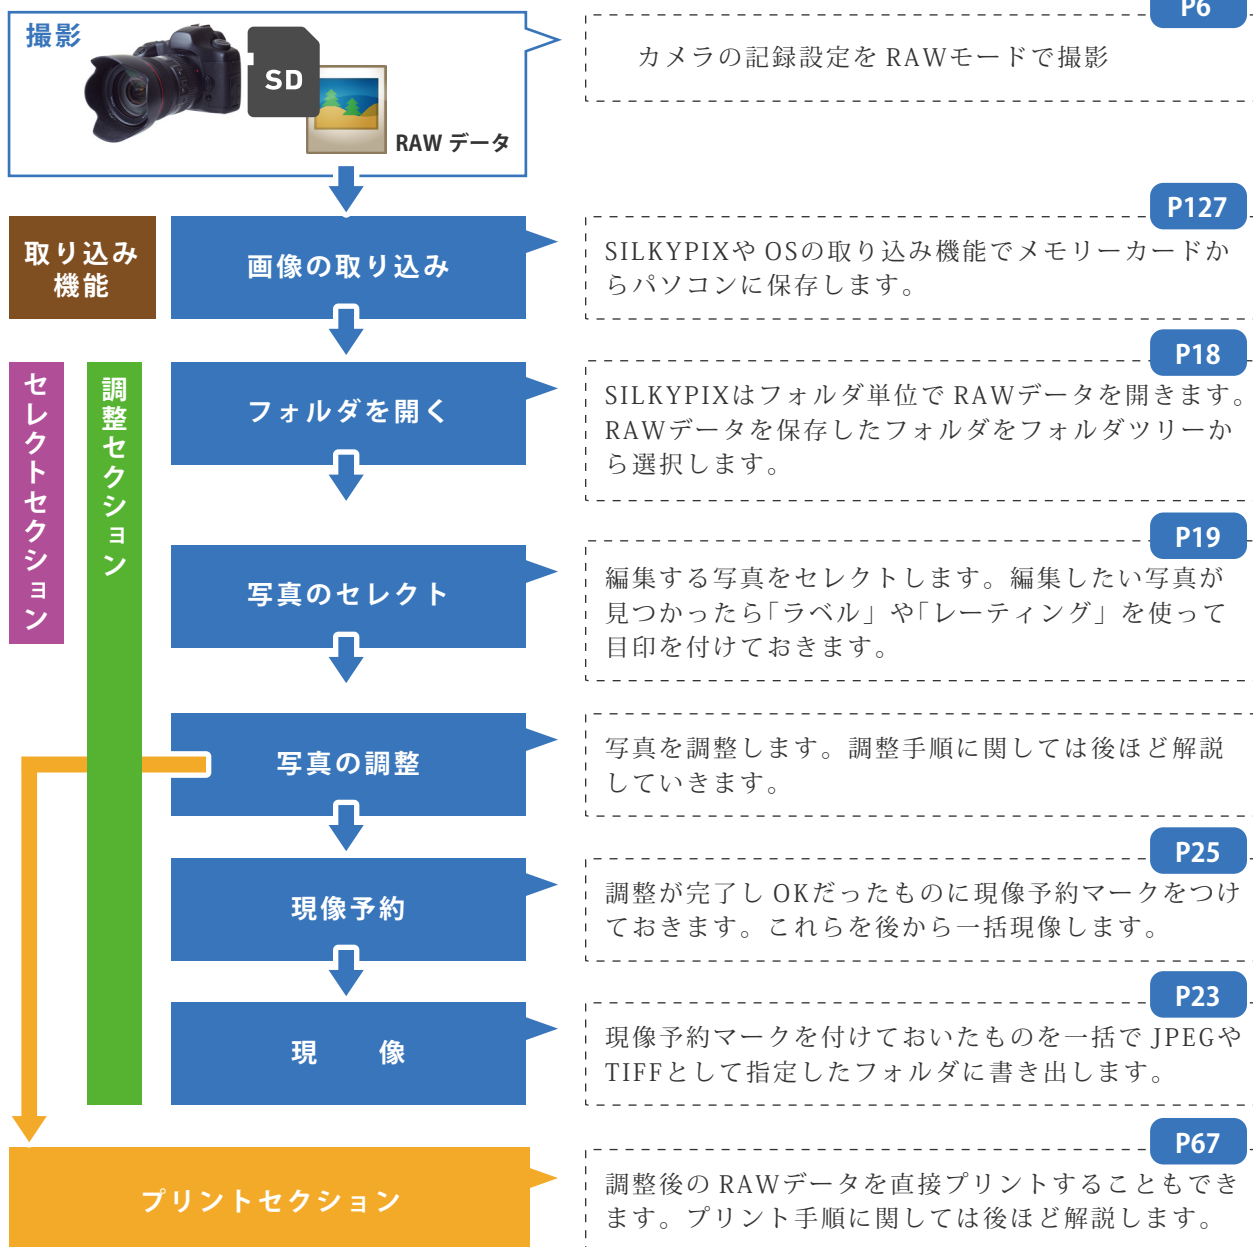 P6
撮影
SD
RAW データ
カメラの記録設定を RAWモードで撮影
取り込み
機能
画像の取り込み
P127
SILKYPIXや OSの取り込み機能でメモリーカードか
らパソコンに保存します。
セレクトセクション
調整セクション
フォルダを開く
P18
SILKYPIXはフォルダ単位で RAWデータを開きます。
RAWデータを保存したフォルダをフォルダツリーか
ら選択します。
写真のセレクト
P19
編集する写真をセレクトします。編集したい写真が
見つかったら「ラベル」や「レーティング」を使って
目印を付けておきます。
写真の調整
写真を調整します。調整手順に関しては後ほど解説
していきます。
現像予約
P25
調整が完了し OKだったものに現像予約マークをつけ
ておきます。これらを後から一括現像します。
現　　像
P23
現像予約マークを付けておいたものを一括で JPEGや
TIFFとして指定したフォルダに書き出します。
プリントセクション
P67
調整後の RAWデータを直接プリントすることもでき
ます。プリント手順に関しては後ほど解説します。